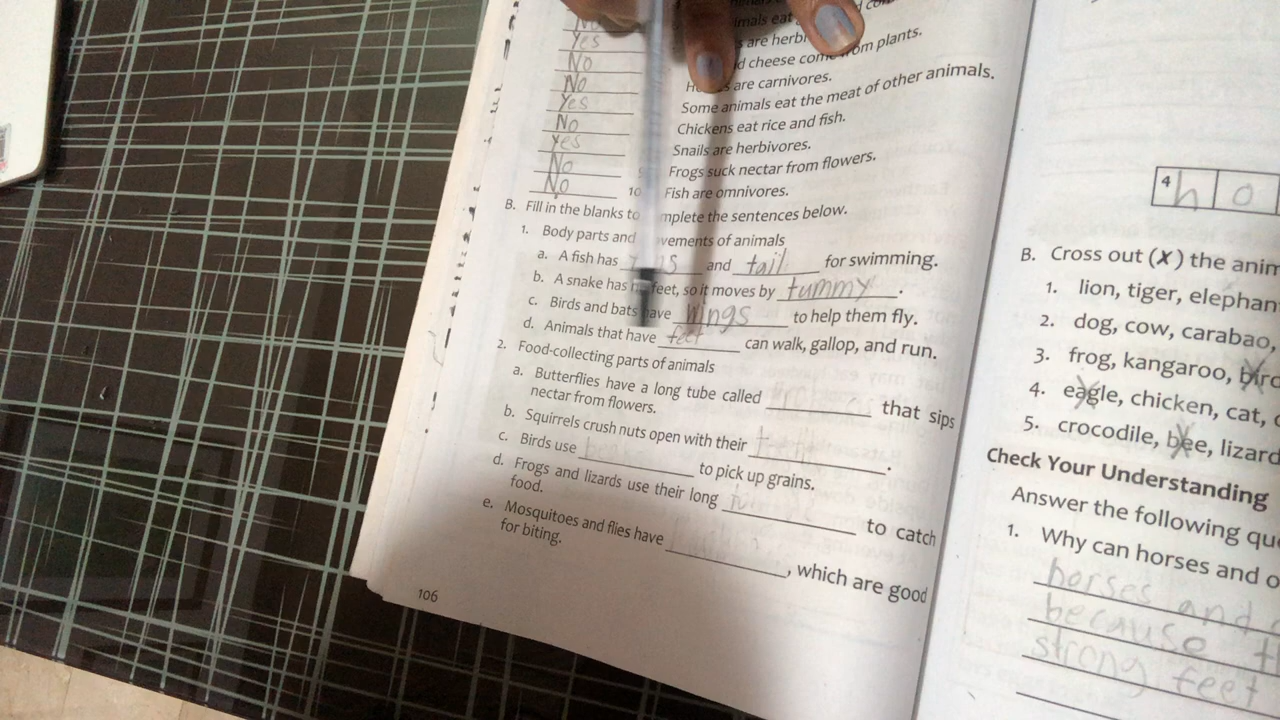 Yes
No
No
Yes
No
Yes
No
No
imals eat
are herbi
d cheese come from plants.
are carnivores.
Some animals eat the meat of other animals.
Chickens eat rice and fish.
Snails are herbivores.
Frogs suck nectar from flowers.
10 Fish are omnivores.
B. Fill in the blanks to mplete the sentences below.
1. Body parts and vements of animals
a. A fish has and tail for swimming.
b. A snake has feet, so it moves by tummy.
c. Birds and bats have wings to help them fly.
d. Animals that have feet can walk, gallop, and run.
2. Food-collecting parts of animals
a. Butterflies have a long tube called that sips
nectar from flowers.
b. Squirrels crush nuts open with their .
c. Birds use to pick up grains.
d. Frogs and lizards use their long to catch
food.
e. Mosquitoes and flies have , which are good
for biting.
106
4 h o
B. Cross out (X) the anim
1. lion, tiger, elephan
2. dog, cow, carabao,
3. frog, kangaroo, bird
4. eagle, chicken, cat,
5. crocodile, bee, lizard
Check Your Understanding
Answer the following qu
1. Why can horses and o
horses and
because th
strong feet